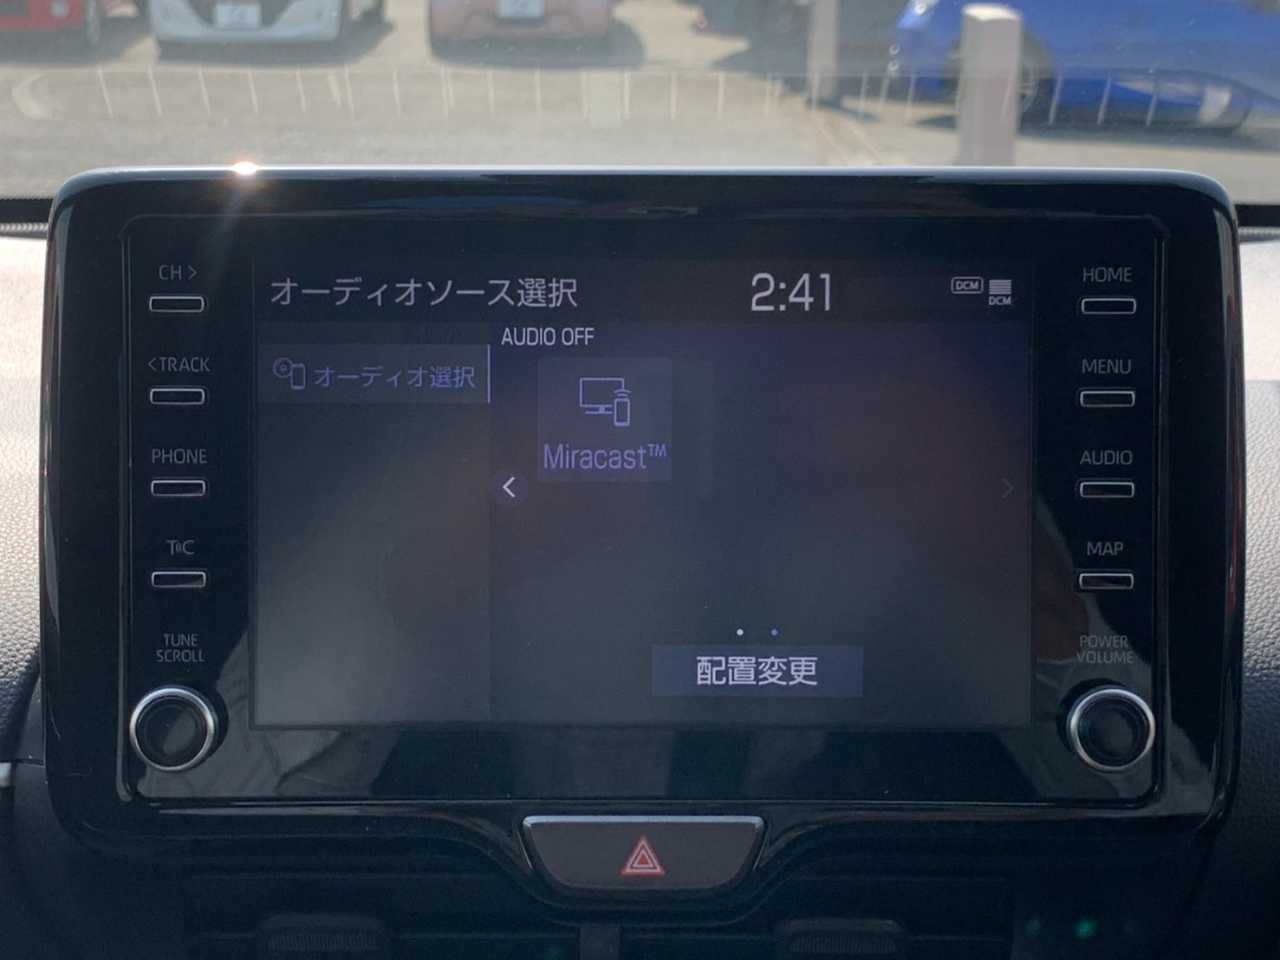 CH >
<TRACK
PHONE
T))C
TUNE
SCROLL
オーディオソース選択
2:41
DCM
DCM
AUDIO OFF
オーディオ選択
Miracast™
配置変更
HOME
MENU
AUDIO
MAP
POWER
VOLUME